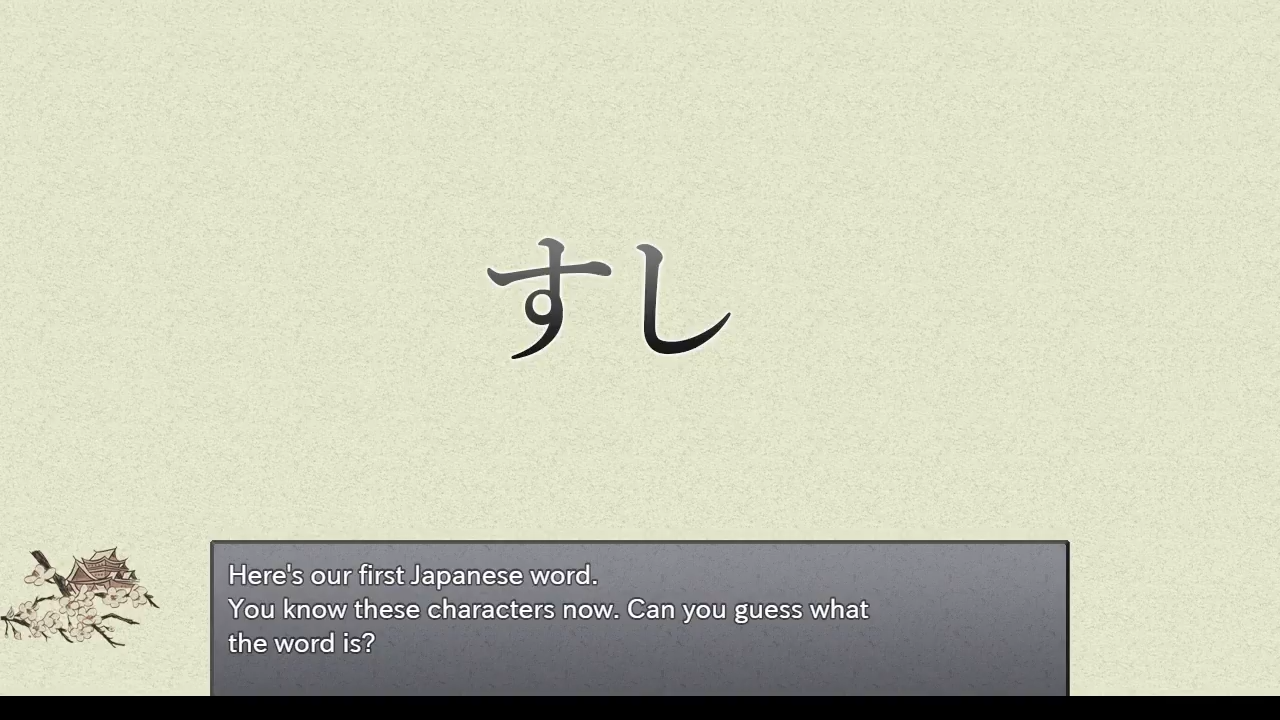 すし
Here's our first Japanese word.
You know these characters now. Can you guess what
the word is?